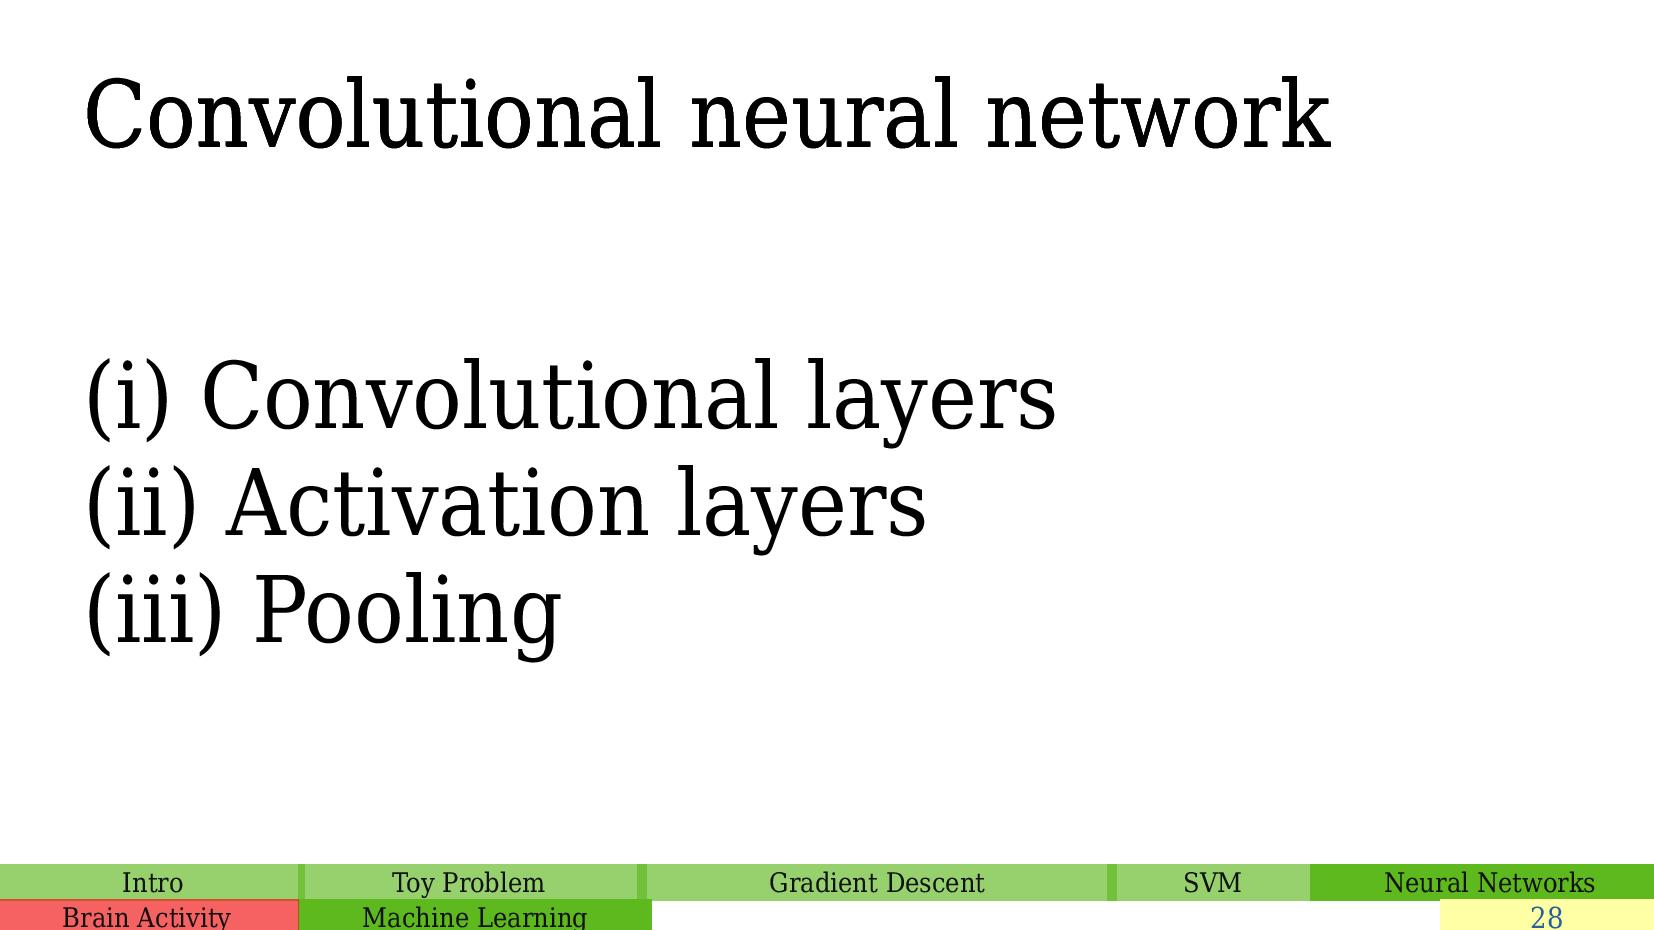 Convolutional neural network
(i) Convolutional layers
(ii) Activation layers
(iii) Pooling
Intro Toy Problem Gradient Descent SVM Neural Networks
Brain Activity Machine Learning 28